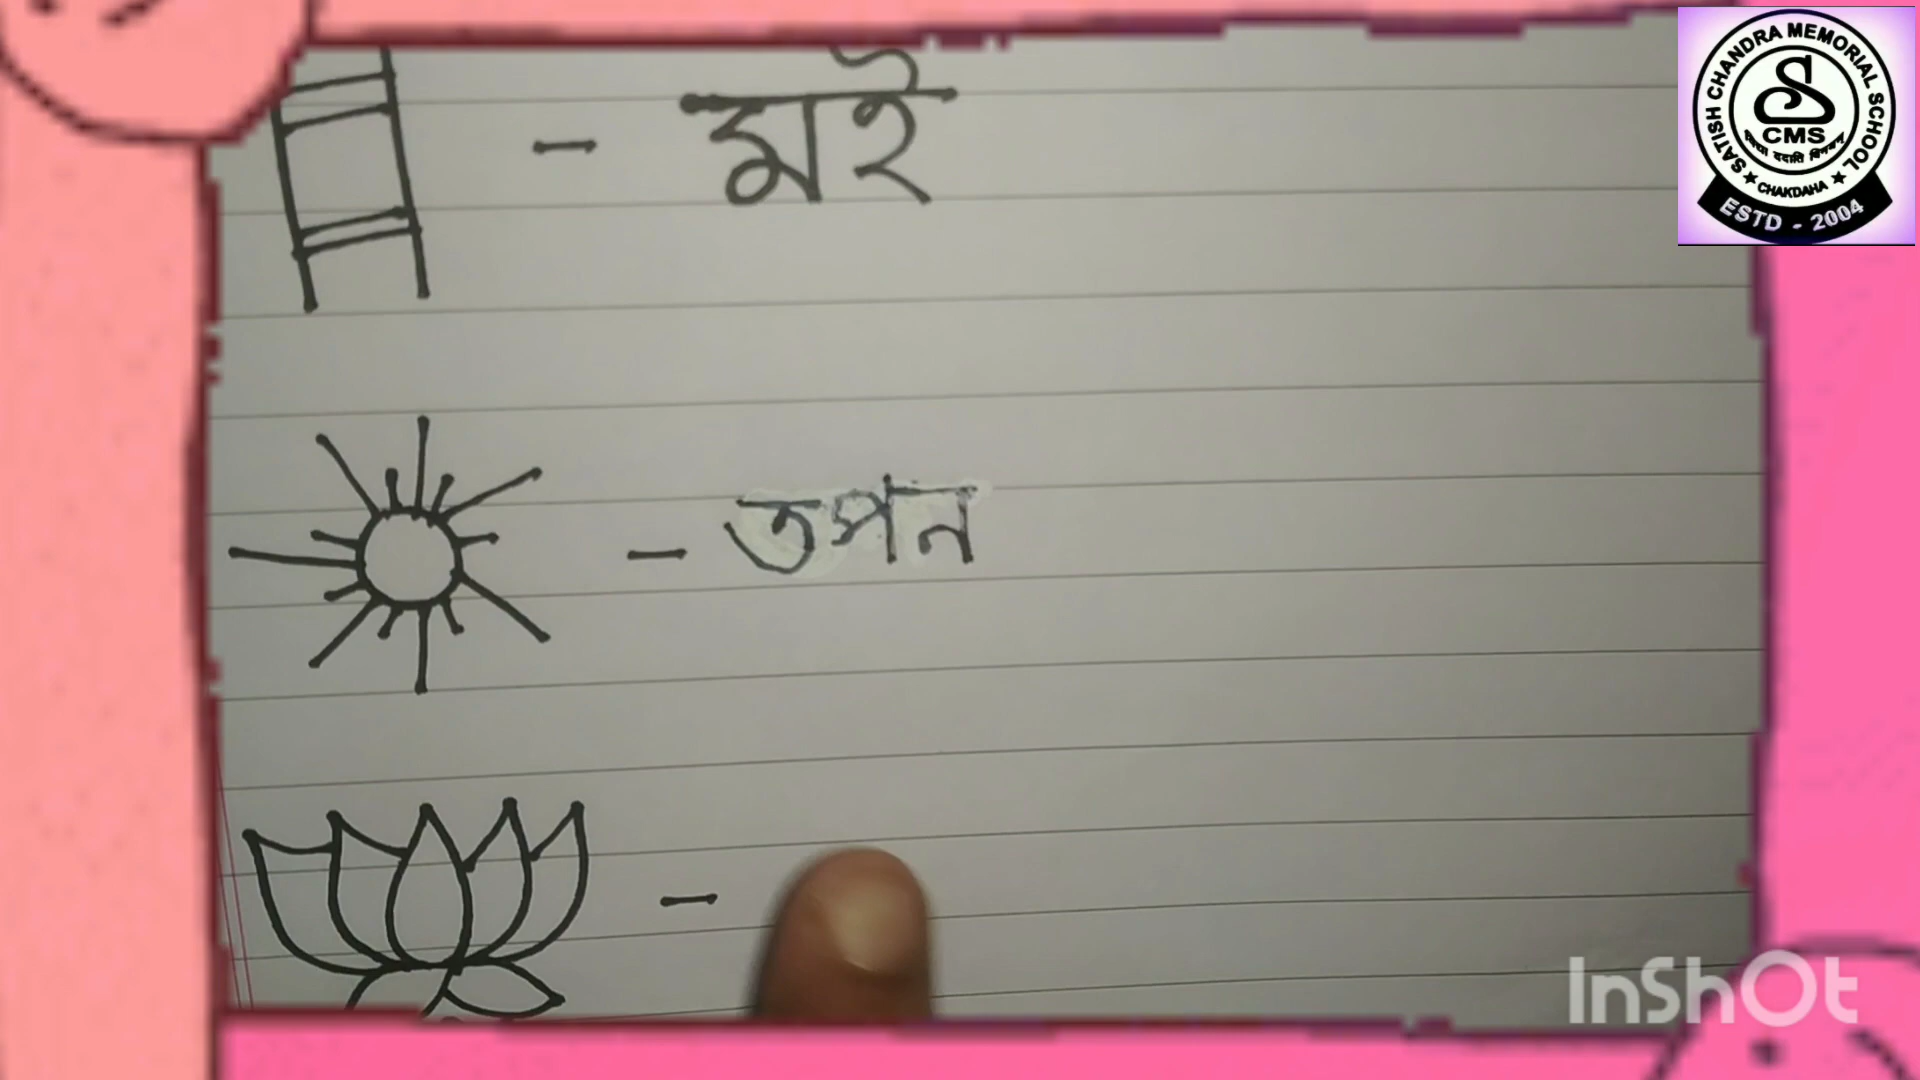 - মই
- তপন
-
SATISH CHANDRA MEMORIAL SCHOOL
S
CMS
CHAKDAHA
ESTD - 2004
InShOt